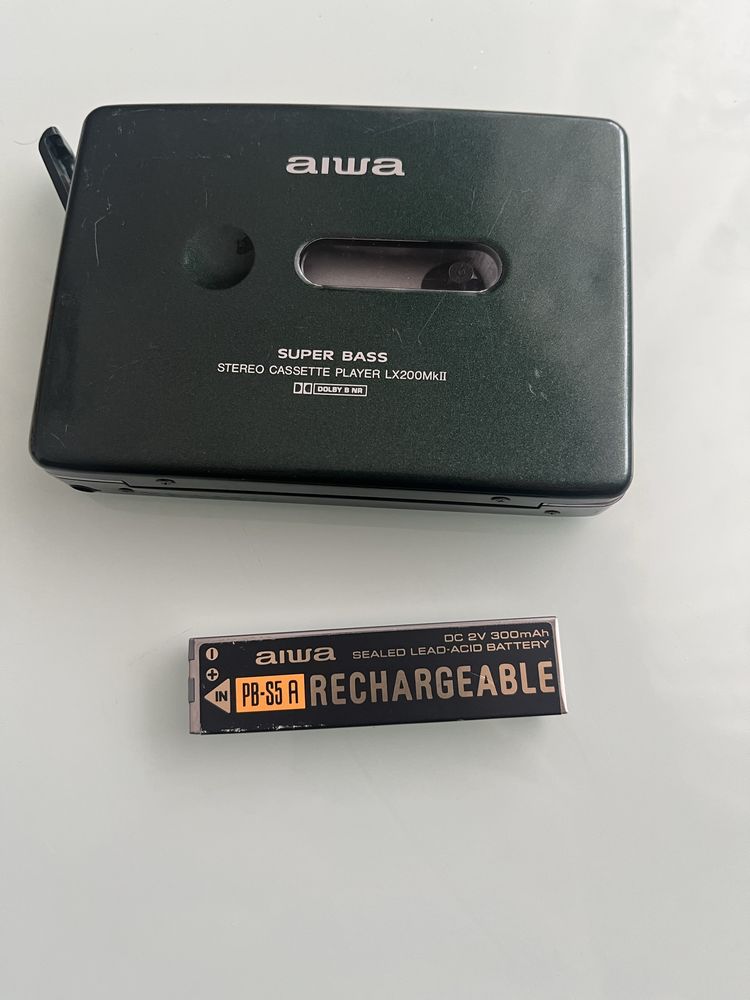 aiwa
SUPER BASS
STEREO CASSETTE PLAYER LX200MkII
DOLBY B NR
DC 2V 300mAh
aiwa SEALED LEAD-ACID BATTERY
IN PB-S5 A RECHARGEABLE